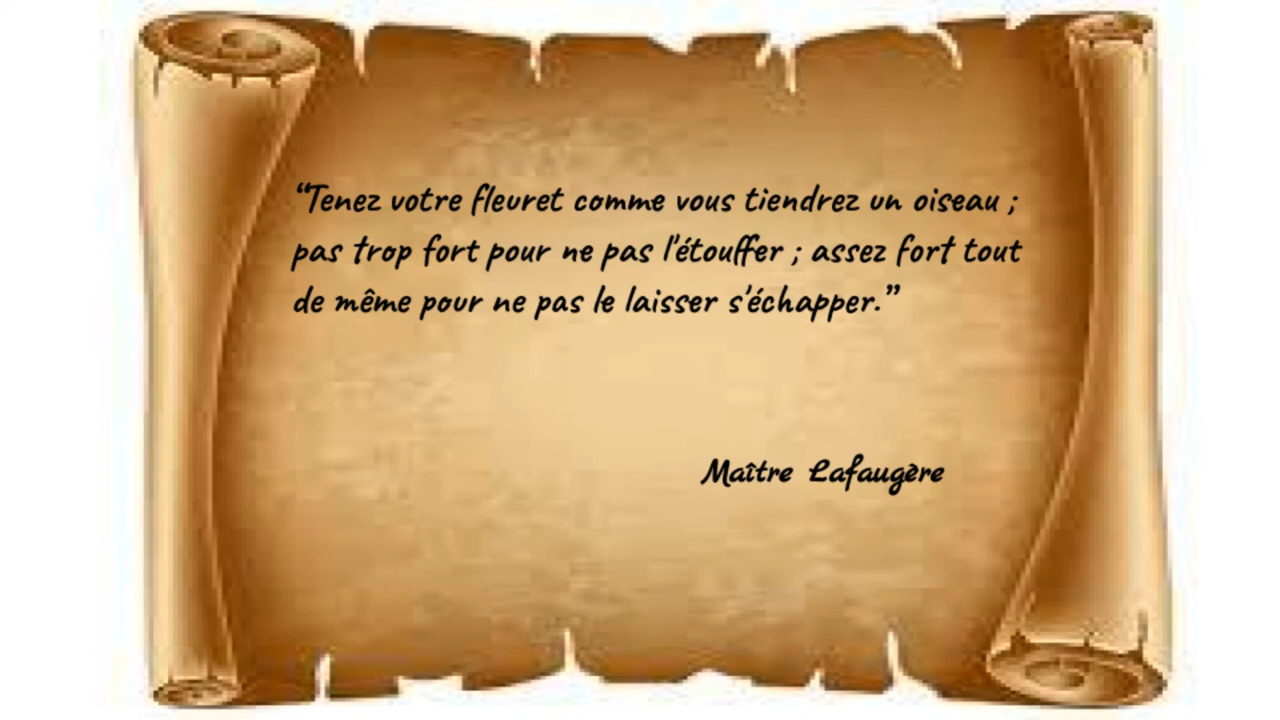 “Tenez votre fleuret comme vous tiendrez un oiseau ;
pas trop fort pour ne pas l'étouffer ; assez fort tout
de même pour ne pas le laisser s'échapper.”
Maître Lafaugère